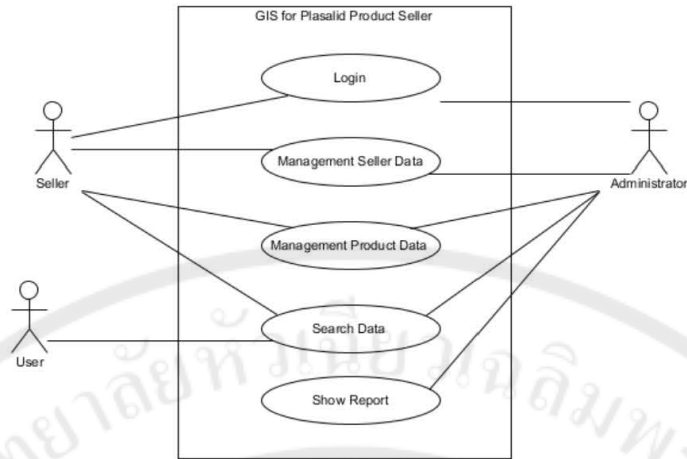 GIS for Plasalid Product Seller
Login
Seller
Management Seller Data
Administrator
Management Product Data
User
Search Data
Show Report